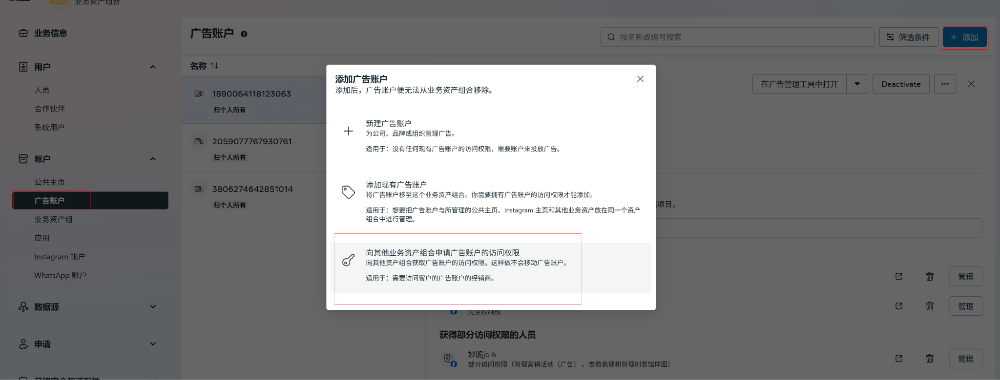 业务资产组合
业务信息
用户
人员
合作伙伴
系统用户
帐户
公共主页
广告账户
业务资产组
应用
Instagram 帐户
WhatsApp 账户
数据源
申请
广告账户
按名称或编号搜索
筛选条件
添加
名称
1890064118123063
归个人所有
2059077767930761
归个人所有
3806274642851014
归个人所有
在广告管理工具中打开
Deactivate
添加广告账户
添加后，广告账户便无法从业务资产组合移除。
新建广告账户
为公司、品牌或组织管理广告。
适用于：没有任何现有广告账户的访问权限，需要账户来投放广告。
添加现有广告账户
将广告账户移至这个业务资产组合。你需要拥有广告账户的访问权限才能添加。
适用于：想要把广告账户与所管理的公共主页、Instagram 主页和其他业务资产放在同一个资产
组合中进行管理。
向其他业务资产组合申请广告账户的访问权限
向其他资产组合获取广告账户的访问权限。这样做不会移动广告账户。
适用于：需要访问客户的广告账户的经销商。
项目。
管理
完全控制权
管理
获得部分访问权限的人员
妙脆jo 6
部分访问权限（管理营销活动（广告）、查看表现和管理创意馆样图）
管理